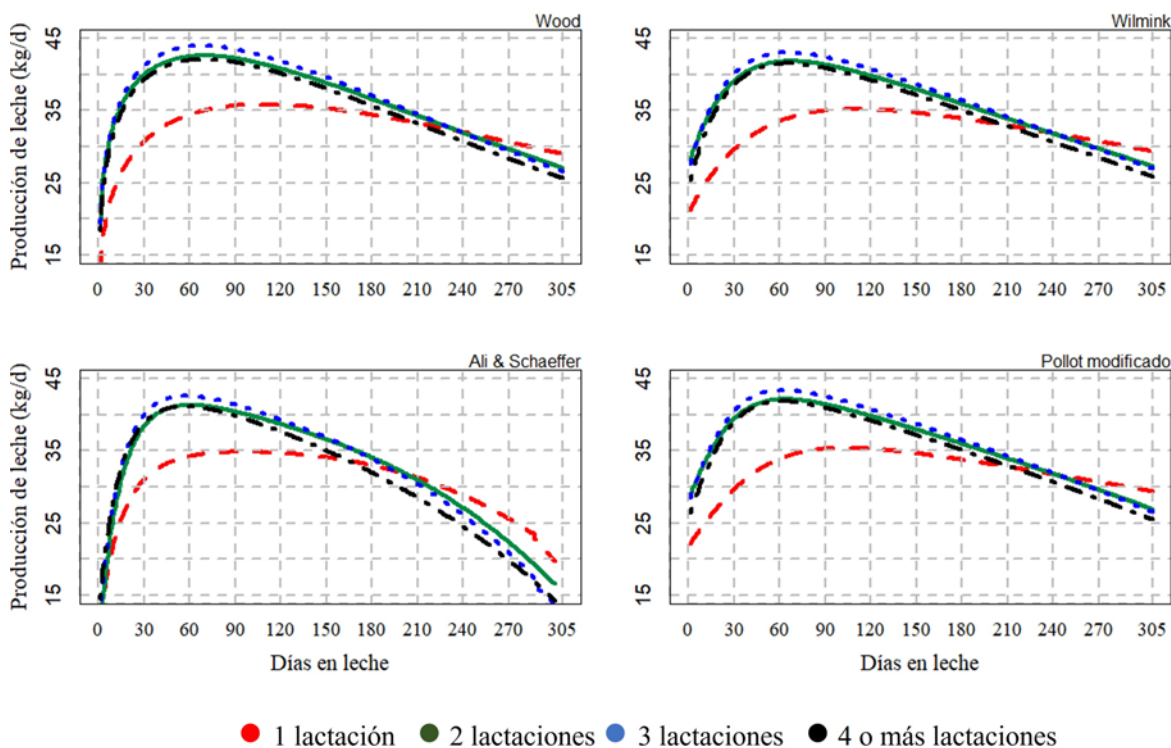 Wood
Wilmink
Producción de leche (kg/d)
45
35
25
15
0 30 60 90 120 150 180 210 240 270 305
45
35
25
15
0 30 60 90 120 150 180 210 240 270 305
Ali & Schaeffer
Pollot modificado
Producción de leche (kg/d)
45
35
25
15
0 30 60 90 120 150 180 210 240 270 305
45
35
25
15
0 30 60 90 120 150 180 210 240 270 305
Días en leche
Días en leche
1 lactación 2 lactaciones 3 lactaciones 4 o más lactaciones